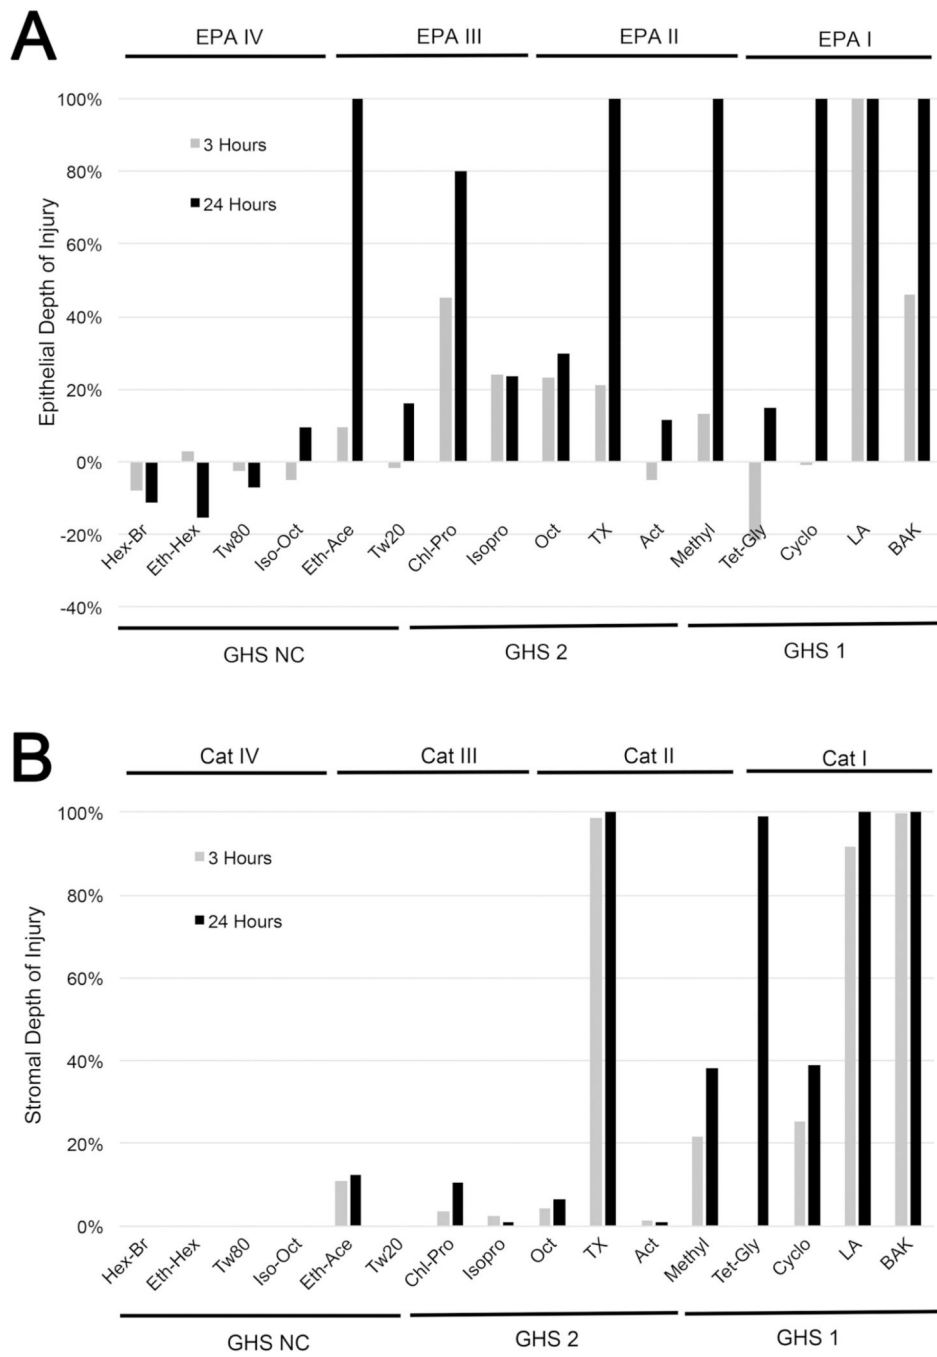 A
EPA IV EPA III EPA II EPA I
100%
3 Hours
80%
24 Hours
60%
Epithelial Depth of Injury
40%
20%
0%
-20%
Hex-Br Eth-Hex Tw80 Iso-Oct Eth-Ace Tw20 Chl-Pro Isopro Oct TX Act Methyl Tet-Gly Cyclo LA BAK
-40%
GHS NC GHS 2 GHS 1
B
Cat IV Cat III Cat II Cat I
100%
3 Hours
80%
24 Hours
60%
Stromal Depth of Injury
40%
20%
0%
Hex-Br Eth-Hex Tw80 Iso-Oct Eth-Ace Tw20 Chl-Pro Isopro Oct TX Act Methyl Tet-Gly Cyclo LA BAK
GHS NC GHS 2 GHS 1